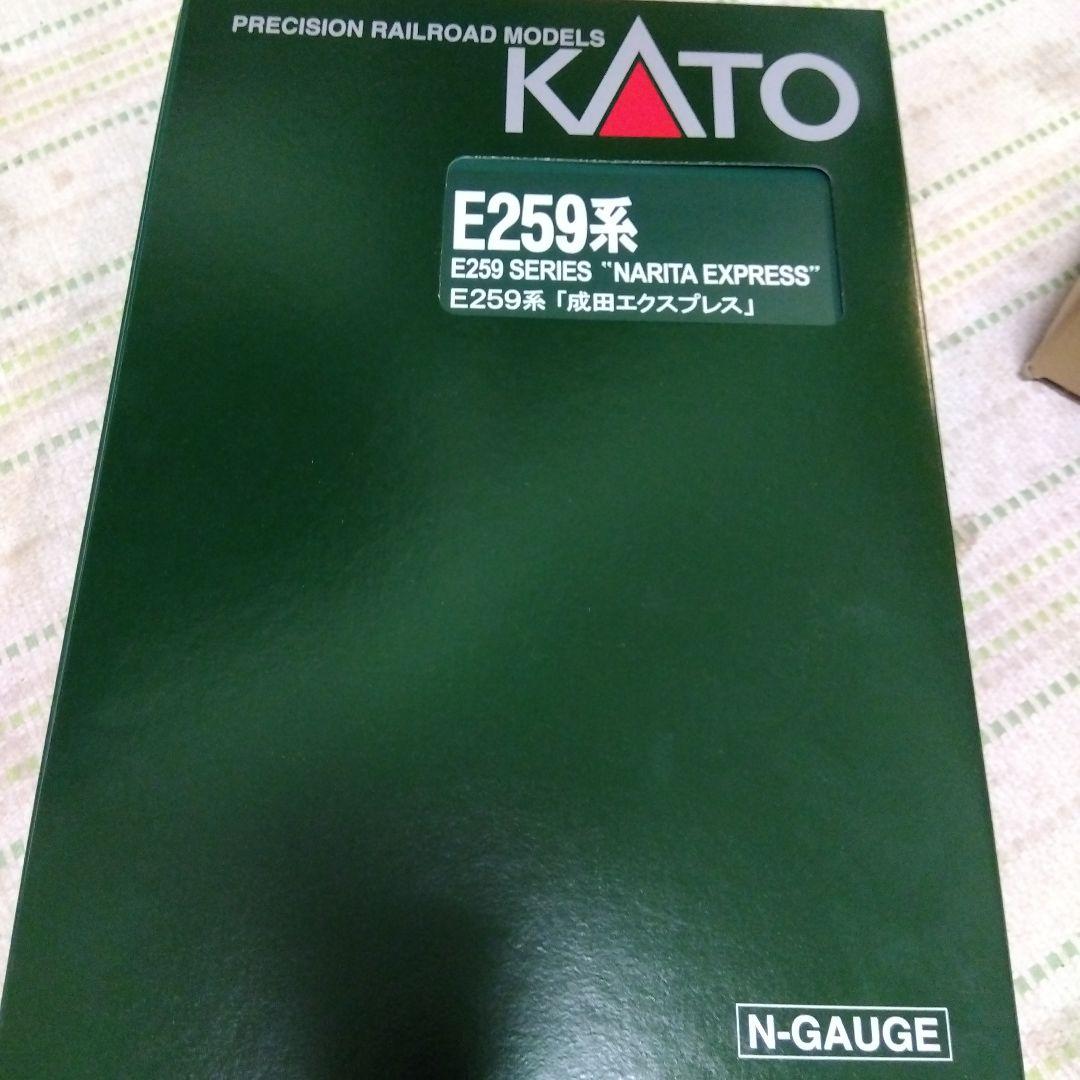 PRECISION RAILROAD MODELS
KATO
E259系
E259 SERIES “NARITA EXPRESS”
E259系「成田エクスプレス」
N-GAUGE